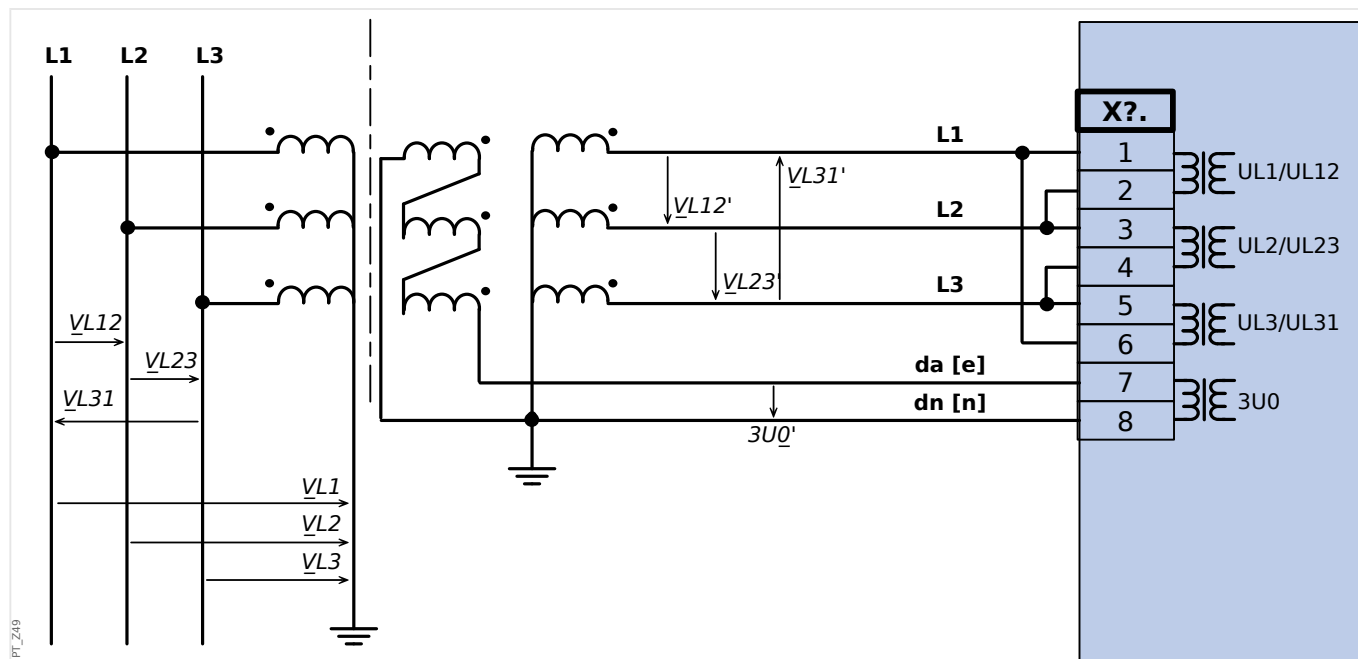 L1 L2 L3
X?.
L1
1
UL1/UL12
VL31'
2
VL12'
L2
3
UL2/UL23
4
VL23'
L3
5
UL3/UL31
VL12
6
VL23
da [e]
7
VL31
dn [n]
3U0
8
3U0'
VL1
VL2
VL3
PT_Z49